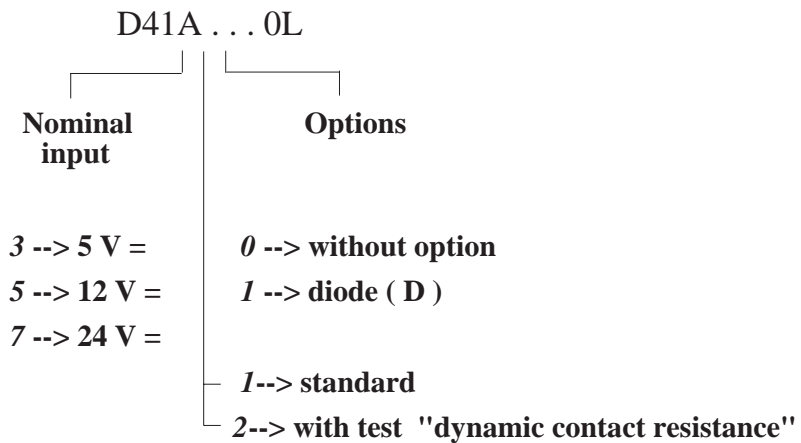 D41A . . . 0L
Nominal Options
input
3 --> 5 V = 0 --> without option
5 --> 12 V = 1 --> diode ( D )
7 --> 24 V =
1--> standard
2--> with test "dynamic contact resistance"